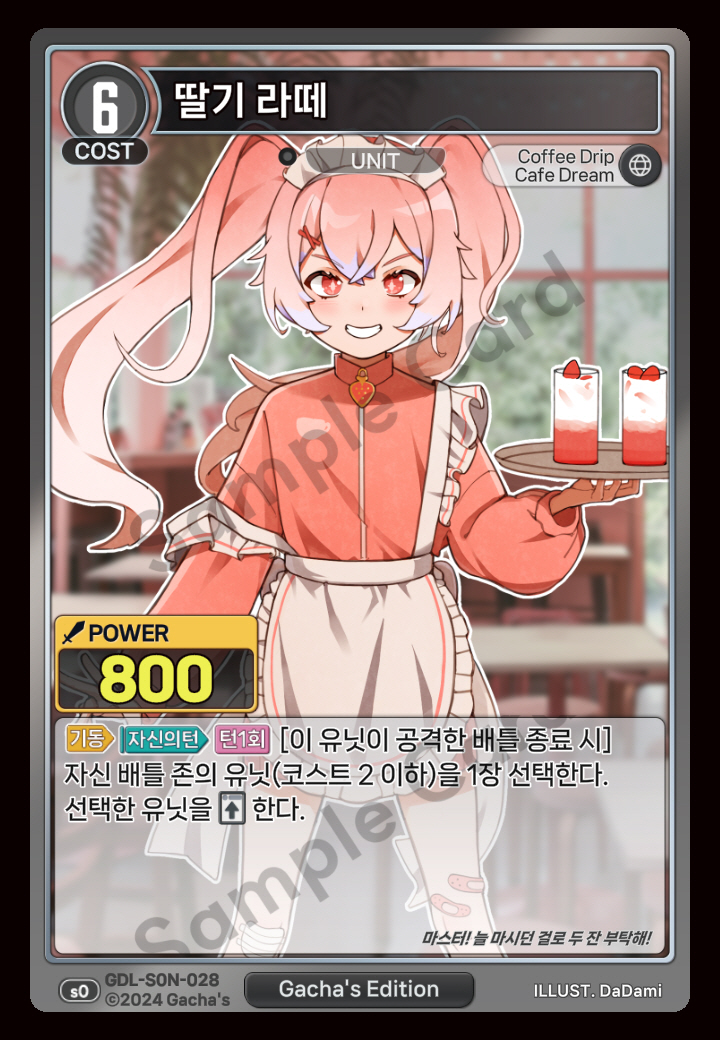 6
COST
딸기 라떼
UNIT
Coffee Drip
Cafe Dream
Sample Card
POWER
800
기동 자신의턴 턴1회 [이 유닛이 공격한 배틀 종료 시]
자신 배틀 존의 유닛(코스트 2 이하)을 1장 선택한다.
선택한 유닛을 한다.
Sample Card
마스터! 늘 마시던 걸로 두 잔 부탁해!
s0
GDL-S0N-028
©2024 Gacha's
Gacha's Edition
ILLUST. DaDami